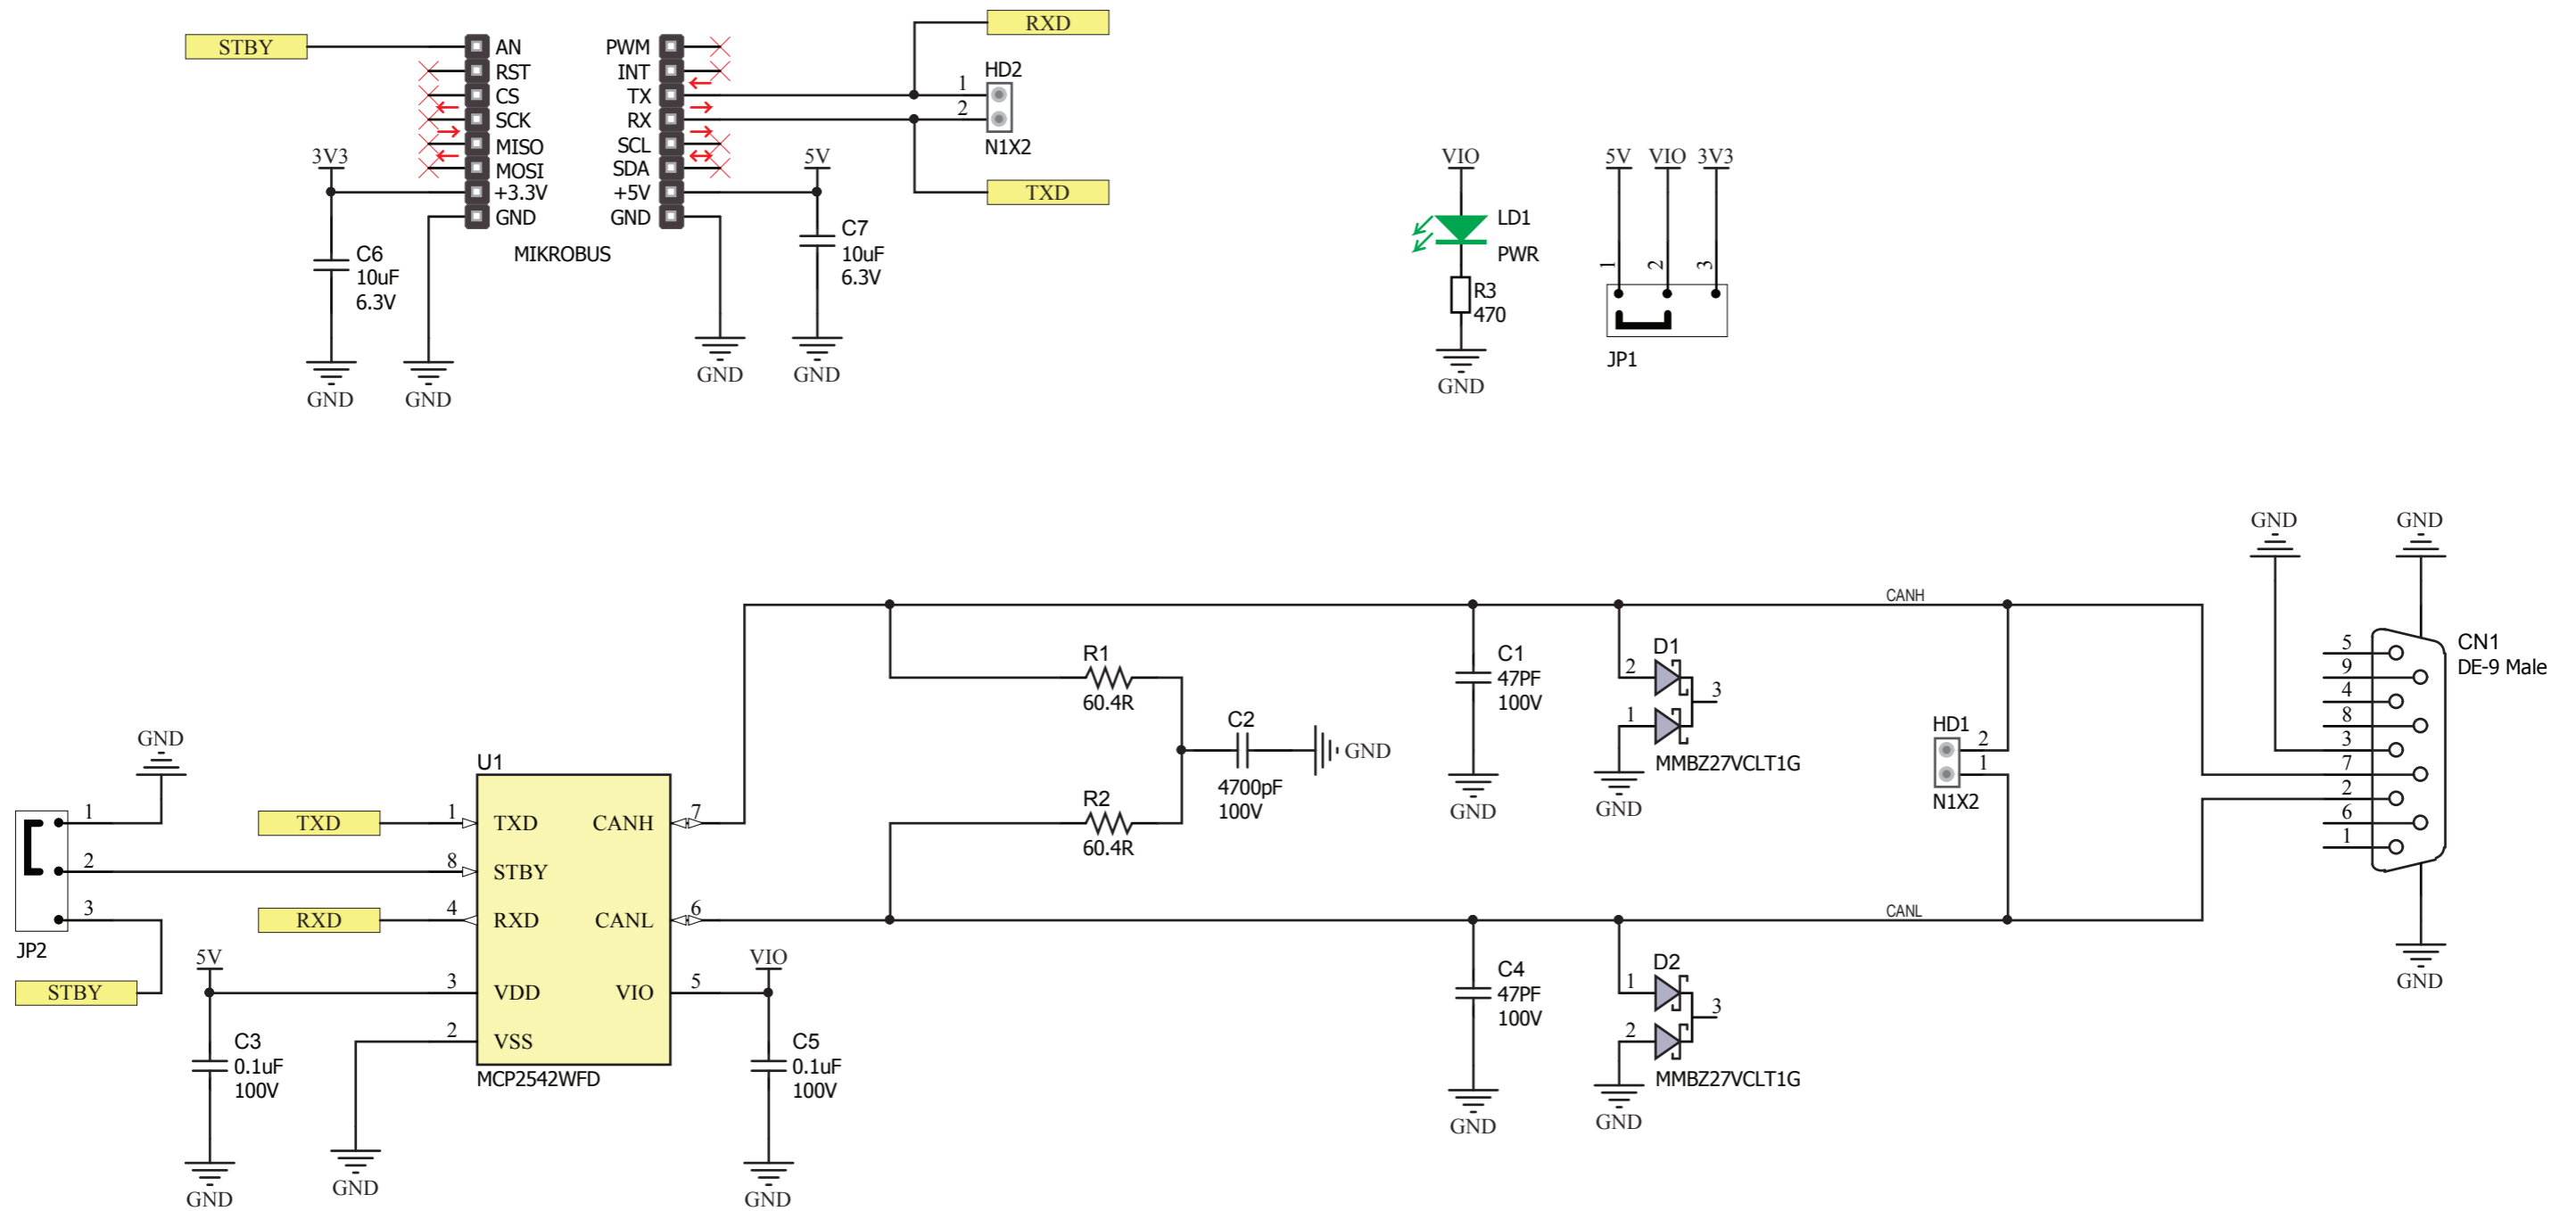 STBY
AN
RST
CS
SCK
MISO
MOSI
+3.3V
GND
PWM
INT
TX
RX
SCL
SDA
+5V
GND
MIKROBUS
3V3
C6
10uF
6.3V
GND
GND
5V
C7
10uF
6.3V
GND
GND
RXD
HD2
1
2
N1X2
TXD
VIO
LD1
PWR
R3
470
GND
5V VIO 3V3
1 2 3
JP1
GND
1
2
3
JP2
STBY
TXD
RXD
U1
1 TXD
8 STBY
4 RXD
3 VDD
2 VSS
CANH 7
CANL 6
VIO 5
MCP2542WFD
5V
C3
0.1uF
100V
GND
GND
VIO
C5
0.1uF
100V
GND
R1
60.4R
R2
60.4R
C2
4700pF
100V
GND
C1
47PF
100V
GND
D1
2
1
3
MMBZ27VCLT1G
GND
CANH
CANL
C4
47PF
100V
GND
D2
1
2
3
MMBZ27VCLT1G
GND
HD1
2
1
N1X2
GND
GND
5
9
4
8
3
7
2
6
1
CN1
DE-9 Male
GND